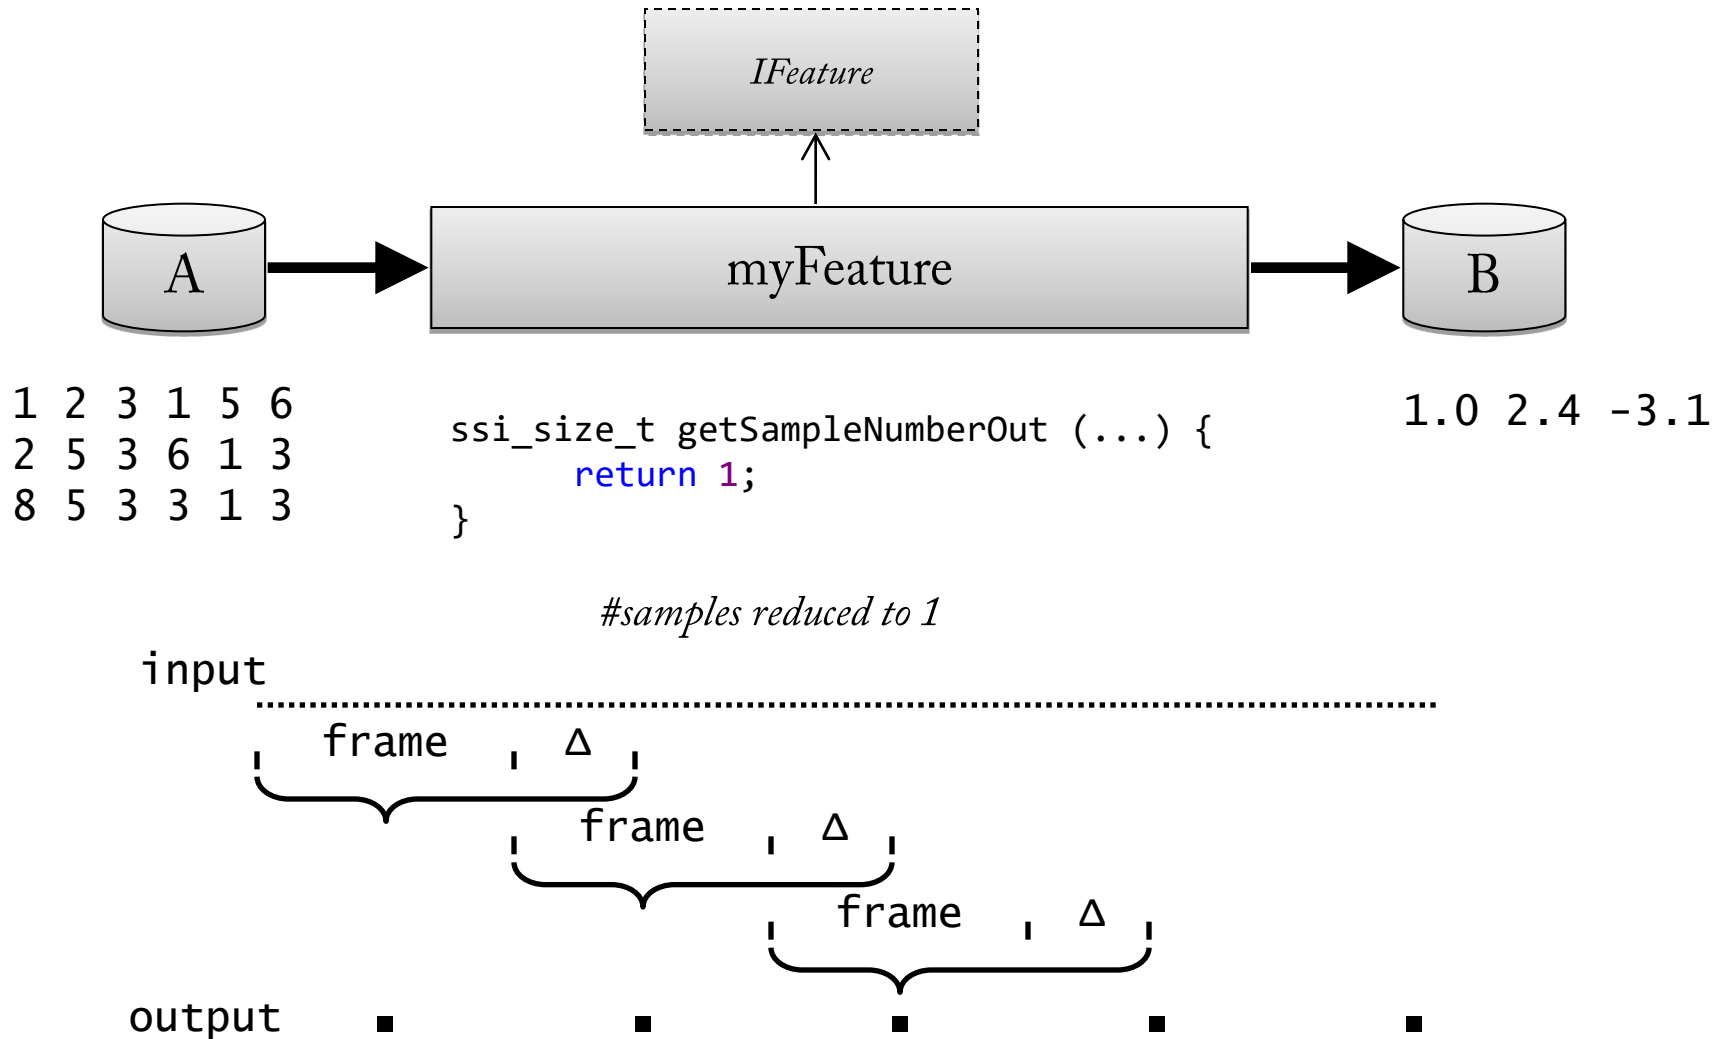 IFeature
A
myFeature
B
1 2 3 1 5 6
2 5 3 6 1 3
8 5 3 3 1 3
ssi_size_t getSampleNumberOut (...) {
return 1;
}
1.0 2.4 -3.1
#samples reduced to 1
input
frame Δ
frame Δ
frame Δ
output